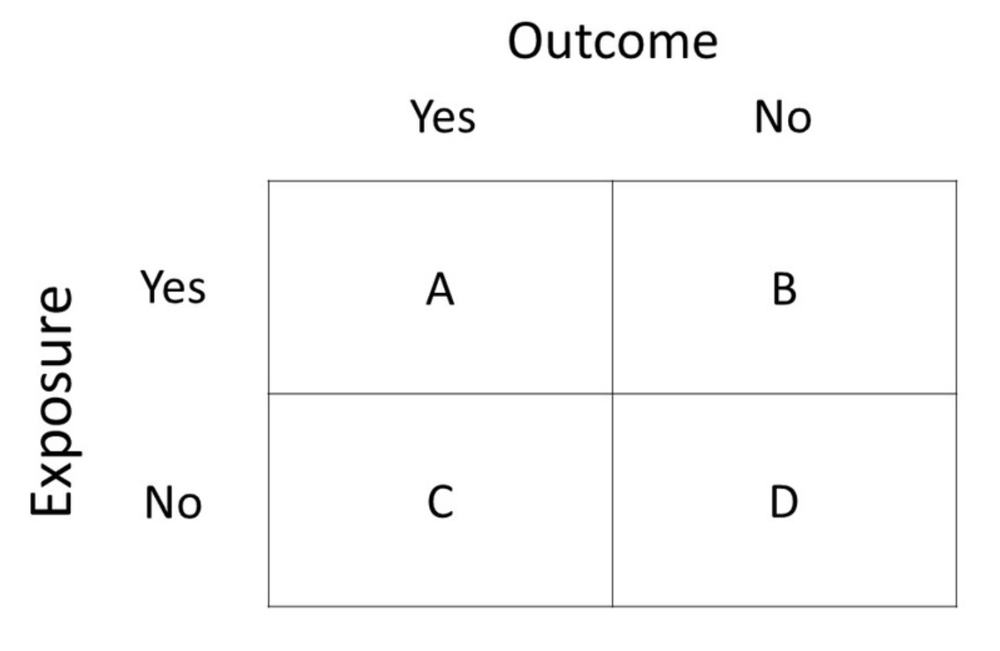 Outcome
Yes No
Exposure
Yes A B
No C D